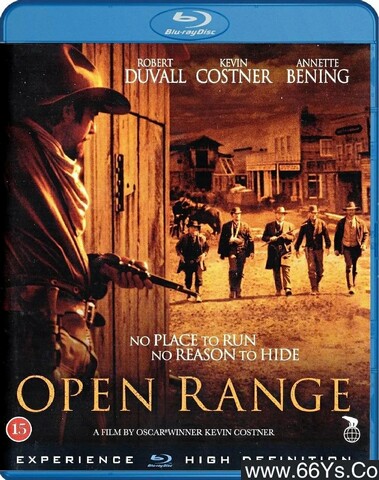 Blu-ray Disc
ROBERT KEVIN ANNETTE
DUVALL COSTNER BENING
NO PLACE TO RUN
NO REASON TO HIDE
OPEN RANGE
15
A FILM BY OSCAR® WINNER KEVIN COSTNER
EXPERIENCE HIGH DEFINITION
www.66Ys.Co